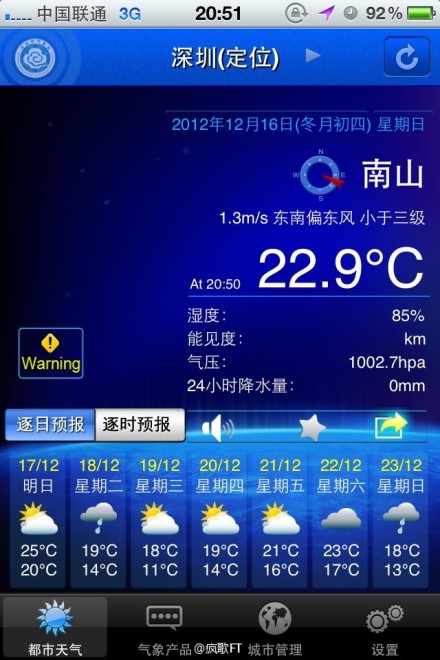 中国联通 3G 20:51 92%
深圳(定位)
2012年12月16日(冬月初四) 星期日
N
W E
S
南山
1.3m/s 东南偏东风 小于三级
At 20:50 22.9°C
湿度: 85%
能见度: km
气压: 1002.7hpa
24小时降水量: 0mm
Warning
逐日预报 逐时预报
17/12 18/12 19/12 20/12 21/12 22/12 23/12
明日 星期二 星期三 星期四 星期五 星期六 星期日
25°C 19°C 18°C 19°C 21°C 23°C 18°C
20°C 14°C 11°C 14°C 16°C 17°C 13°C
都市天气 气象产品 @疯歌FT 城市管理 设置